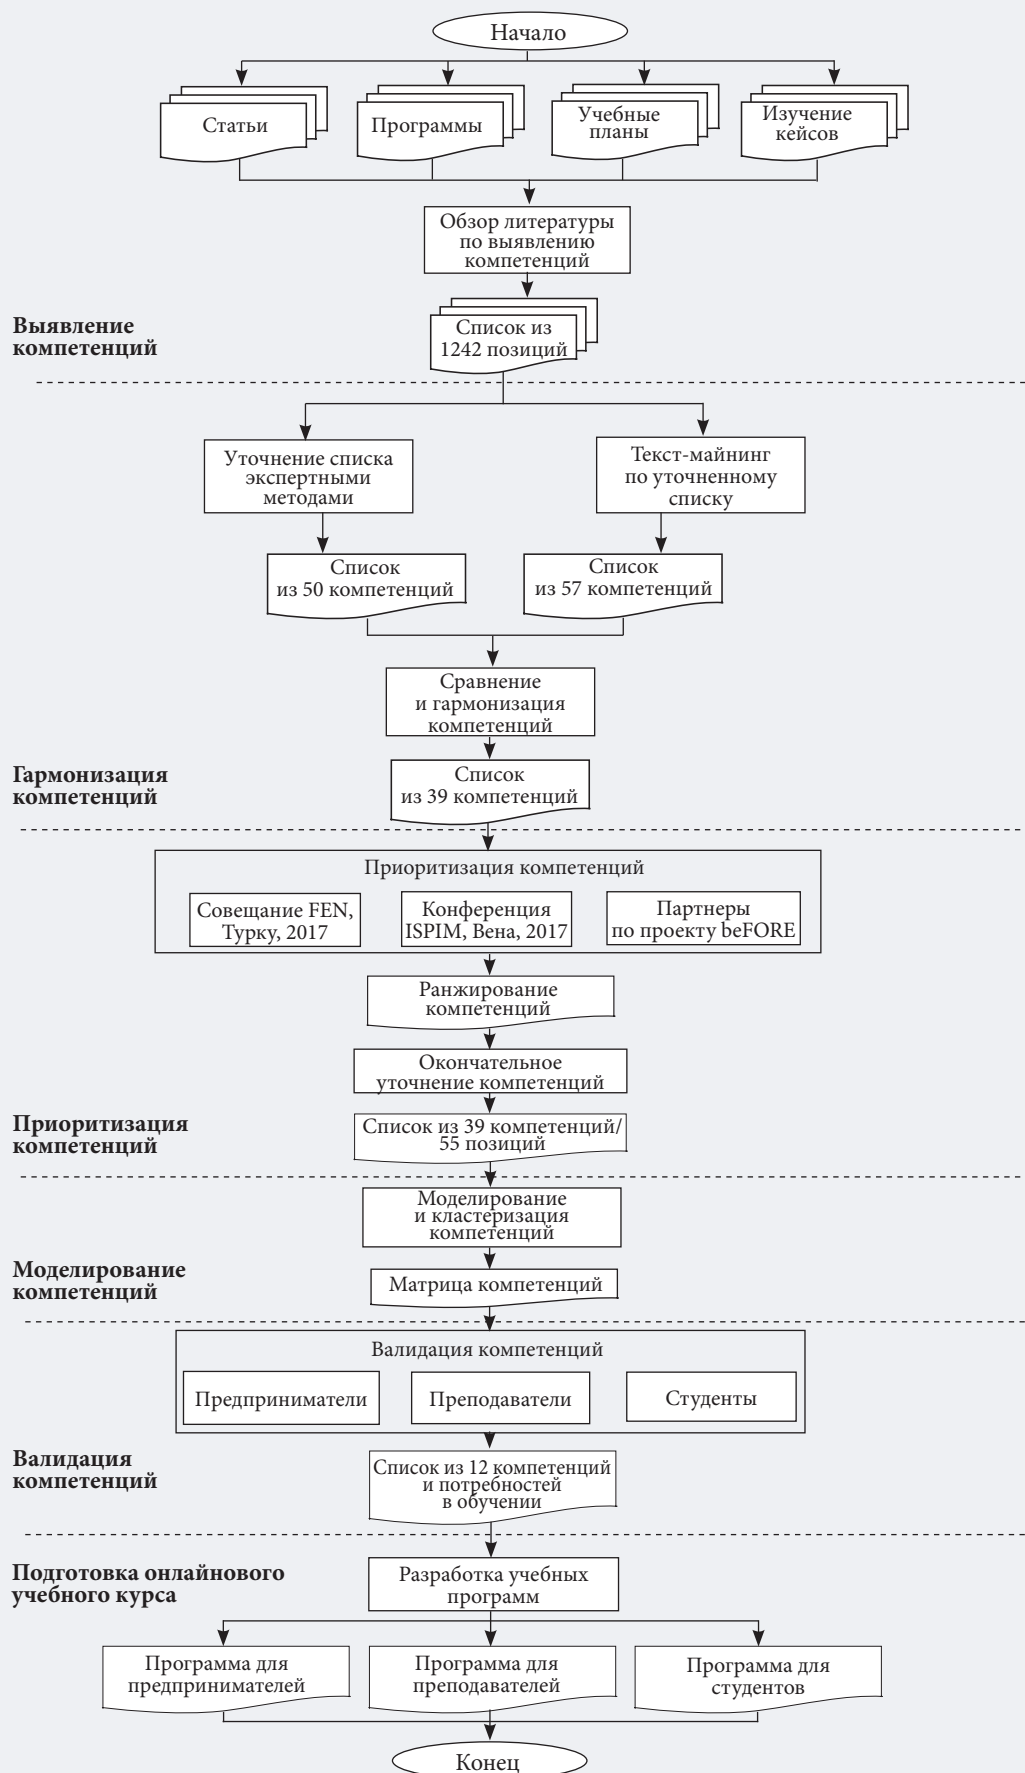 Начало
Статьи
Программы
Учебные
планы
Изучение
кейсов
Обзор литературы
по выявлению
компетенций
Выявление
компетенций
Список из
1242 позиций
Уточнение списка
экспертными
методами
Текст-майнинг
по уточненному
списку
Список
из 50 компетенций
Список
из 57 компетенций
Сравнение
и гармонизация
компетенций
Гармонизация
компетенций
Список
из 39 компетенций
Приоритизация компетенций
Совещание FEN,
Турку, 2017
Конференция
ISPIM, Вена, 2017
Партнеры
по проекту beFORE
Ранжирование
компетенций
Окончательное
уточнение компетенций
Приоритизация
компетенций
Список из 39 компетенций/
55 позиций
Моделирование
и кластеризация
компетенций
Моделирование
компетенций
Матрица компетенций
Валидация компетенций
Предприниматели
Преподаватели
Студенты
Валидация
компетенций
Список из 12 компетенций
и потребностей
в обучении
Подготовка онлайнового
учебного курса
Разработка учебных
программ
Программа для
предпринимателей
Программа для
преподавателей
Программа для
студентов
Конец